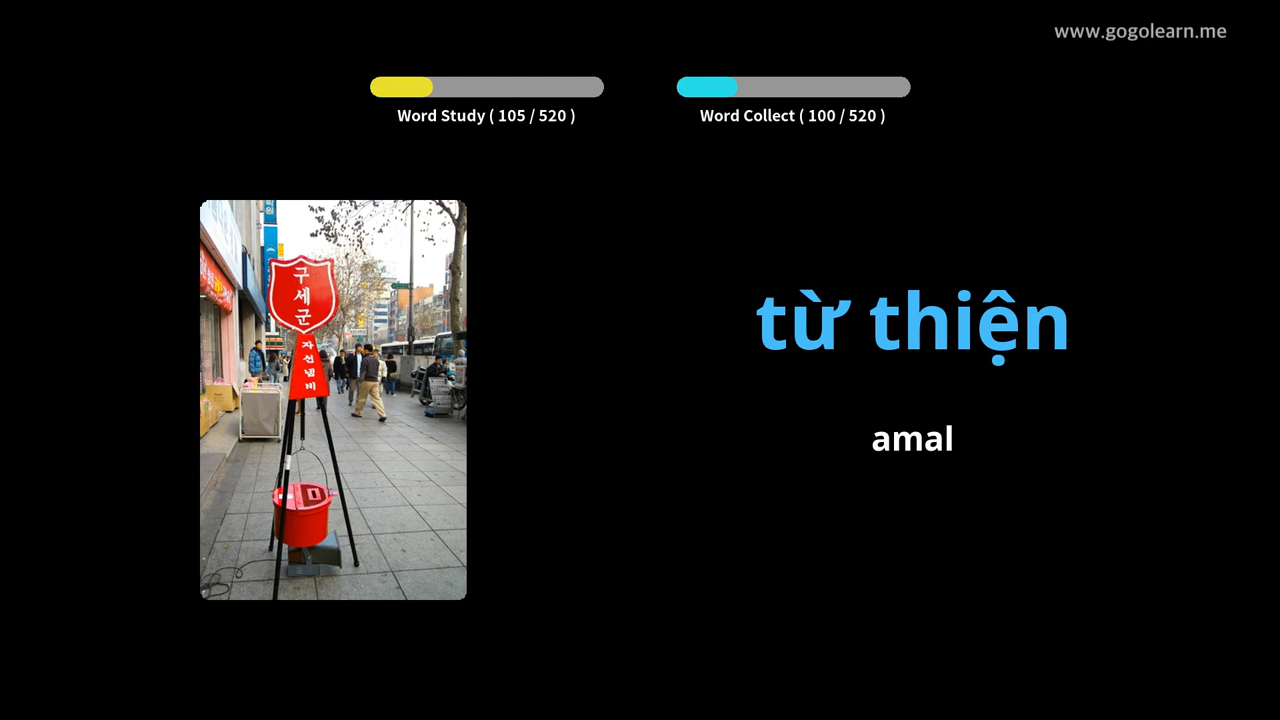 www.gogolearn.me
Word Study ( 105 / 520 )
Word Collect ( 100 / 520 )
구
세
군
자
선
냄
비
từ thiện
amal